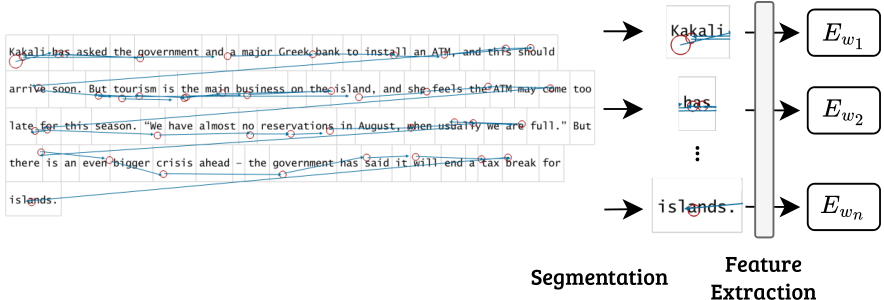 Kakali has asked the government and a major Greek bank to install an ATM, and this should
arrive soon. But tourism is the main business on the island, and she feels the ATM may come too
late for this season. "We have almost no reservations in August, when usually we are full." But
there is an even bigger crisis ahead – the government has said it will end a tax break for
islands.
Kakali
has
⋮
islands.
E_{w_1}
E_{w_2}
E_{w_n}
Segmentation
Feature
Extraction